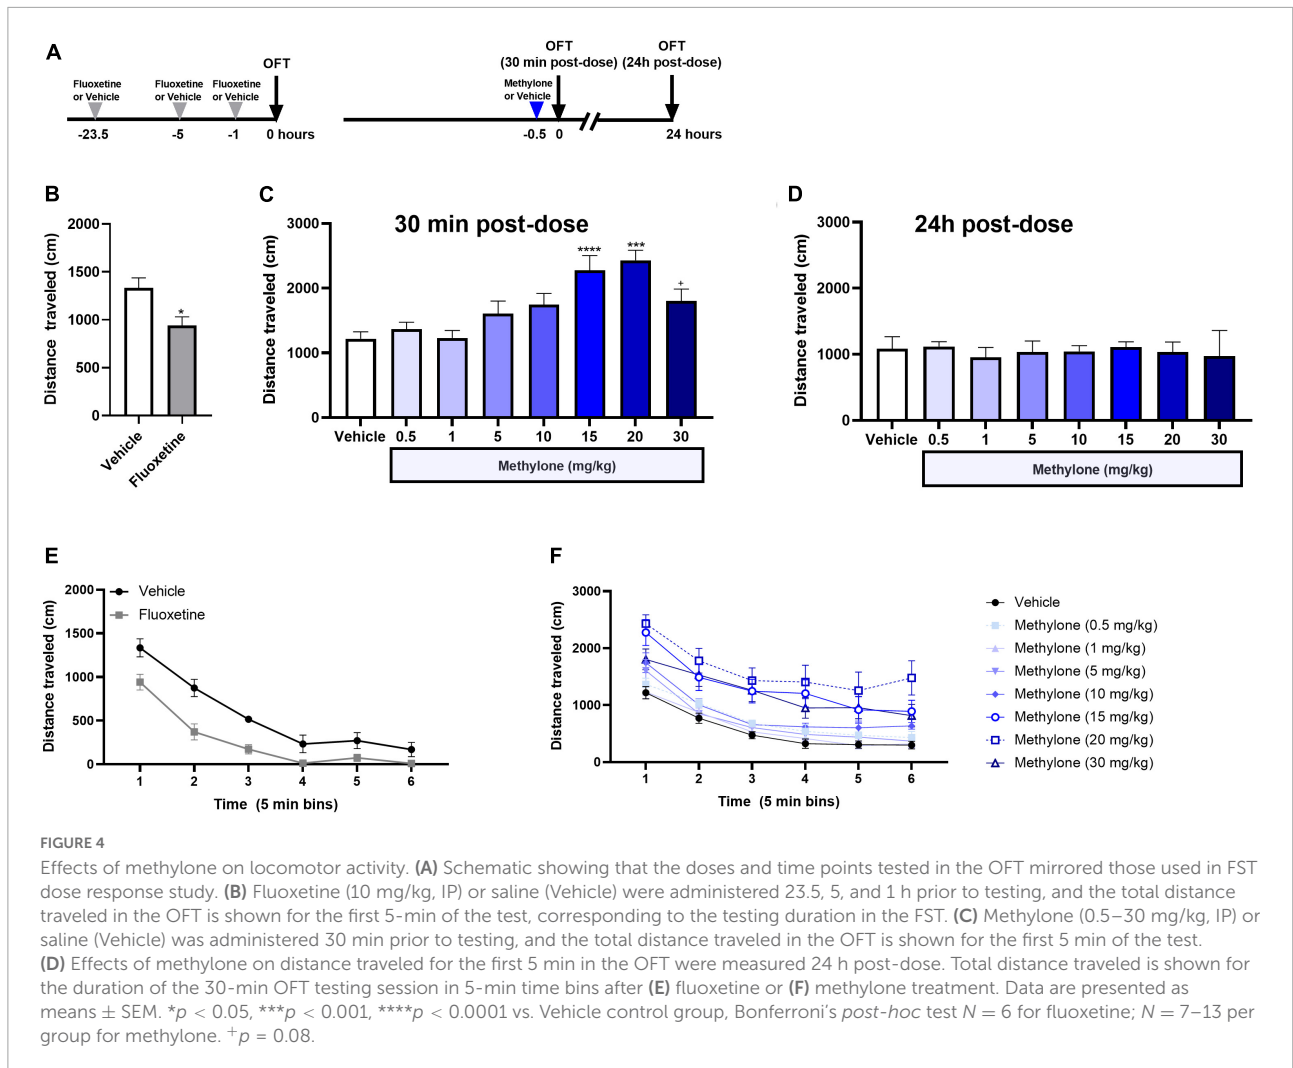 A
OFT
Fluoxetine
or Vehicle
Fluoxetine
or Vehicle
Fluoxetine
or Vehicle
-23.5
-5
-1
0 hours
OFT
(30 min post-dose)
OFT
(24h post-dose)
Methylone
or Vehicle
-0.5
0
24 hours
B
Distance traveled (cm)
2000
1500
1000
500
0
*
Vehicle
Fluoxetine
C
30 min post-dose
Distance traveled (cm)
3000
2000
1000
0
****
***
+
Vehicle 0.5 1 5 10 15 20 30
Methylone (mg/kg)
D
24h post-dose
Distance traveled (cm)
3000
2000
1000
0
Vehicle 0.5 1 5 10 15 20 30
Methylone (mg/kg)
E
Distance traveled (cm)
2000
1500
1000
500
0
Vehicle
Fluoxetine
1 2 3 4 5 6
Time (5 min bins)
F
Distance traveled (cm)
3000
2000
1000
0
1 2 3 4 5 6
Time (5 min bins)
Vehicle
Methylone (0.5 mg/kg)
Methylone (1 mg/kg)
Methylone (5 mg/kg)
Methylone (10 mg/kg)
Methylone (15 mg/kg)
Methylone (20 mg/kg)
Methylone (30 mg/kg)
FIGURE 4
Effects of methylone on locomotor activity. (A) Schematic showing that the doses and time points tested in the OFT mirrored those used in FST
dose response study. (B) Fluoxetine (10 mg/kg, IP) or saline (Vehicle) were administered 23.5, 5, and 1 h prior to testing, and the total distance
traveled in the OFT is shown for the first 5-min of the test, corresponding to the testing duration in the FST. (C) Methylone (0.5–30 mg/kg, IP) or
saline (Vehicle) was administered 30 min prior to testing, and the total distance traveled in the OFT is shown for the first 5 min of the test.
(D) Effects of methylone on distance traveled for the first 5 min in the OFT were measured 24 h post-dose. Total distance traveled is shown for
the duration of the 30-min OFT testing session in 5-min time bins after (E) fluoxetine or (F) methylone treatment. Data are presented as
means ± SEM. *p < 0.05, ***p < 0.001, ****p < 0.0001 vs. Vehicle control group, Bonferroni's post-hoc test N = 6 for fluoxetine; N = 7–13 per
group for methylone. +p = 0.08.